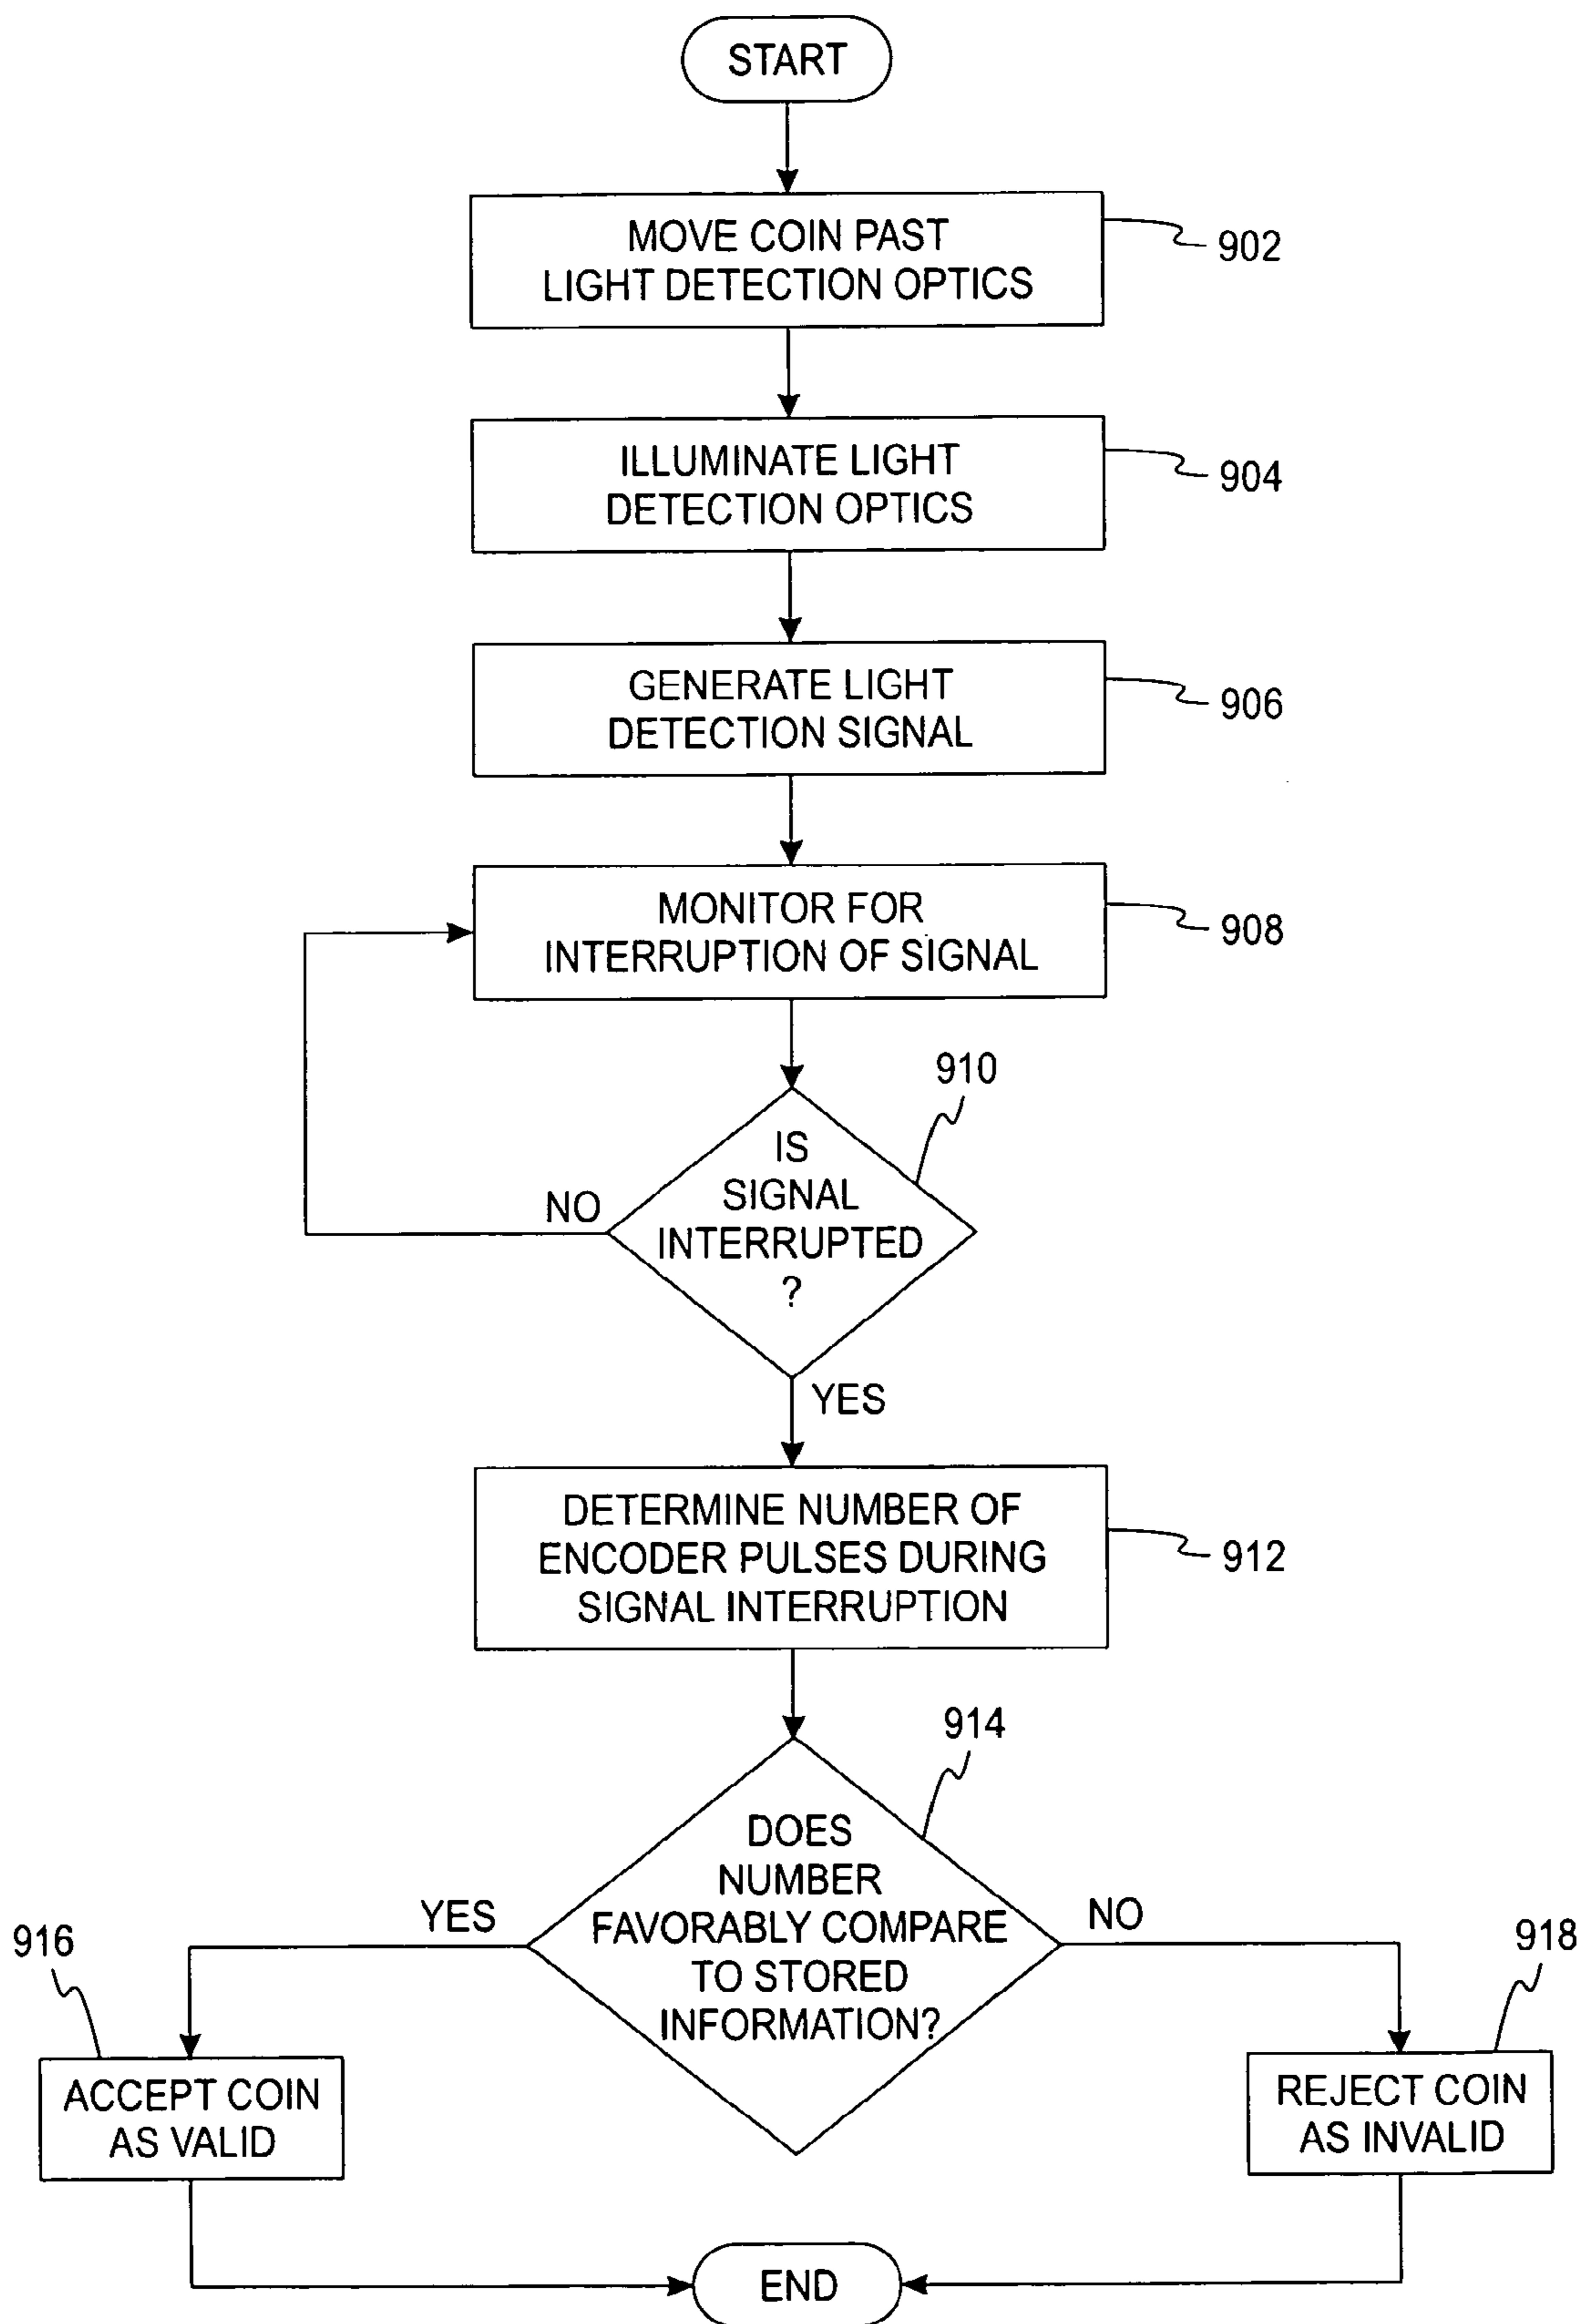 START
MOVE COIN PAST
LIGHT DETECTION OPTICS
902
ILLUMINATE LIGHT
DETECTION OPTICS
904
GENERATE LIGHT
DETECTION SIGNAL
906
MONITOR FOR
INTERRUPTION OF SIGNAL
908
910
IS
SIGNAL
INTERRUPTED
?
NO
YES
DETERMINE NUMBER OF
ENCODER PULSES DURING
SIGNAL INTERRUPTION
912
914
DOES
NUMBER
FAVORABLY COMPARE
TO STORED
INFORMATION?
YES
NO
916
ACCEPT COIN
AS VALID
918
REJECT COIN
AS INVALID
END